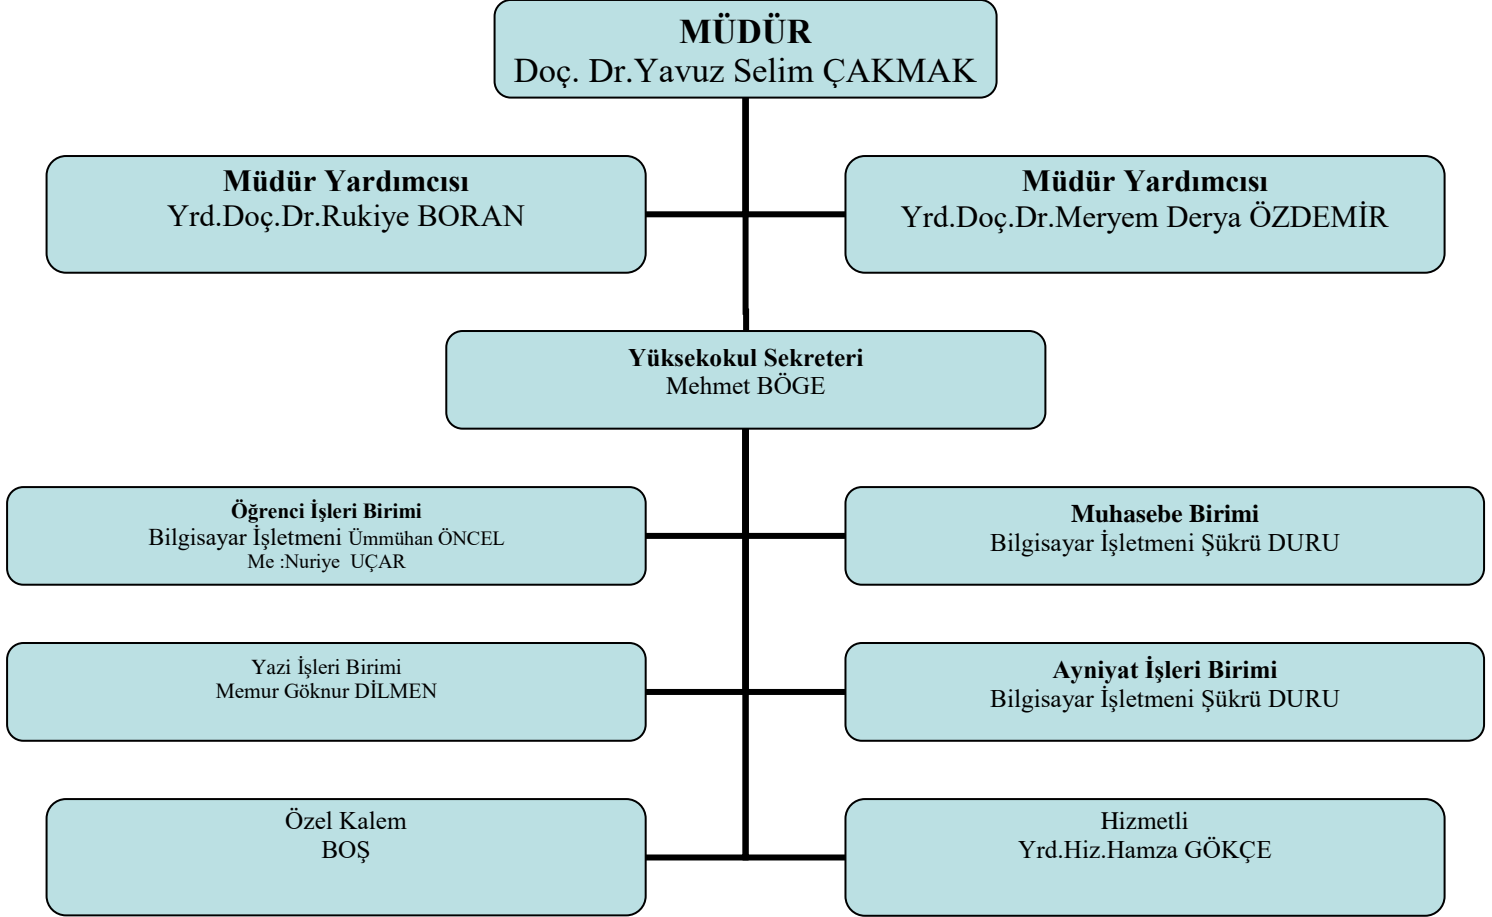 MÜDÜR
Doç. Dr.Yavuz Selim ÇAKMAK
Müdür Yardımcısı
Yrd.Doç.Dr.Rukiye BORAN
Müdür Yardımcısı
Yrd.Doç.Dr.Meryem Derya ÖZDEMİR
Yüksekokul Sekreteri
Mehmet BÖGE
Öğrenci İşleri Birimi
Bilgisayar İşletmeni Ümmühan ÖNCEL
Me :Nuriye  UÇAR
Muhasebe Birimi
Bilgisayar İşletmeni Şükrü DURU
Yazi İşleri Birimi
Memur Göknur DİLMEN
Ayniyat İşleri Birimi
Bilgisayar İşletmeni Şükrü DURU
Özel Kalem
BOŞ
Hizmetli
Yrd.Hiz.Hamza GÖKÇE